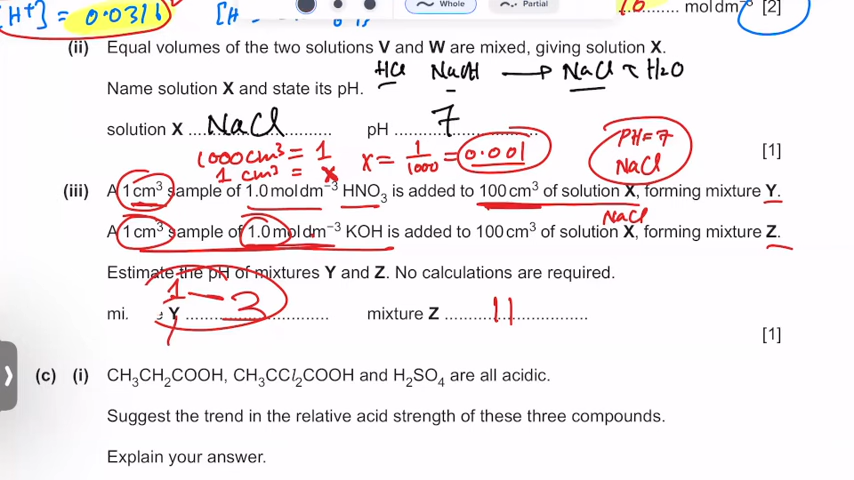 [H+] = 0.0316 [H
Whole Partial
mol dm⁻³ [2]
(ii) Equal volumes of the two solutions V and W are mixed, giving solution X.
HCl NaOH → NaCl + H2O
Name solution X and state its pH.
solution X ....NaCl.................. pH .........7..................
1000cm³ = 1 x = 1/1000 = 0.001
1 cm³ = x
PH = 7
NaCl
[1]
(iii) A 1 cm³ sample of 1.0 mol dm⁻³ HNO₃ is added to 100 cm³ of solution X, forming mixture Y.
NaCl
A 1 cm³ sample of 1.0 mol dm⁻³ KOH is added to 100 cm³ of solution X, forming mixture Z.
Estimate the pH of mixtures Y and Z. No calculations are required.
1 – 3
Y ................................ mixture Z ..........11..................
[1]
(c) (i) CH₃CH₂COOH, CH₃CCl₂COOH and H₂SO₄ are all acidic.
Suggest the trend in the relative acid strength of these three compounds.
Explain your answer.